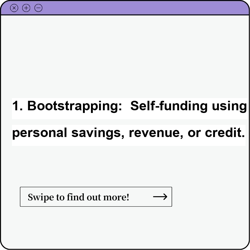 1. Bootstrapping: Self-funding using
personal savings, revenue, or credit.
Swipe to find out more!